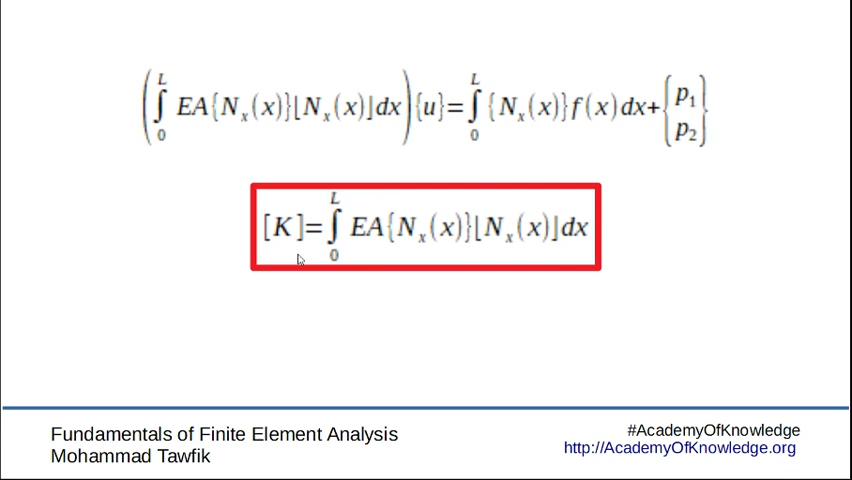 (∫₀ᴸ EA{Nₓ(x)}⌊Nₓ(x)⌋dx){u}=∫₀ᴸ{Nₓ(x)}f(x)dx+{p₁ p₂}
[K]=∫₀ᴸ EA{Nₓ(x)}⌊Nₓ(x)⌋dx
Fundamentals of Finite Element Analysis
Mohammad Tawfik
#AcademyOfKnowledge
http://AcademyOfKnowledge.org